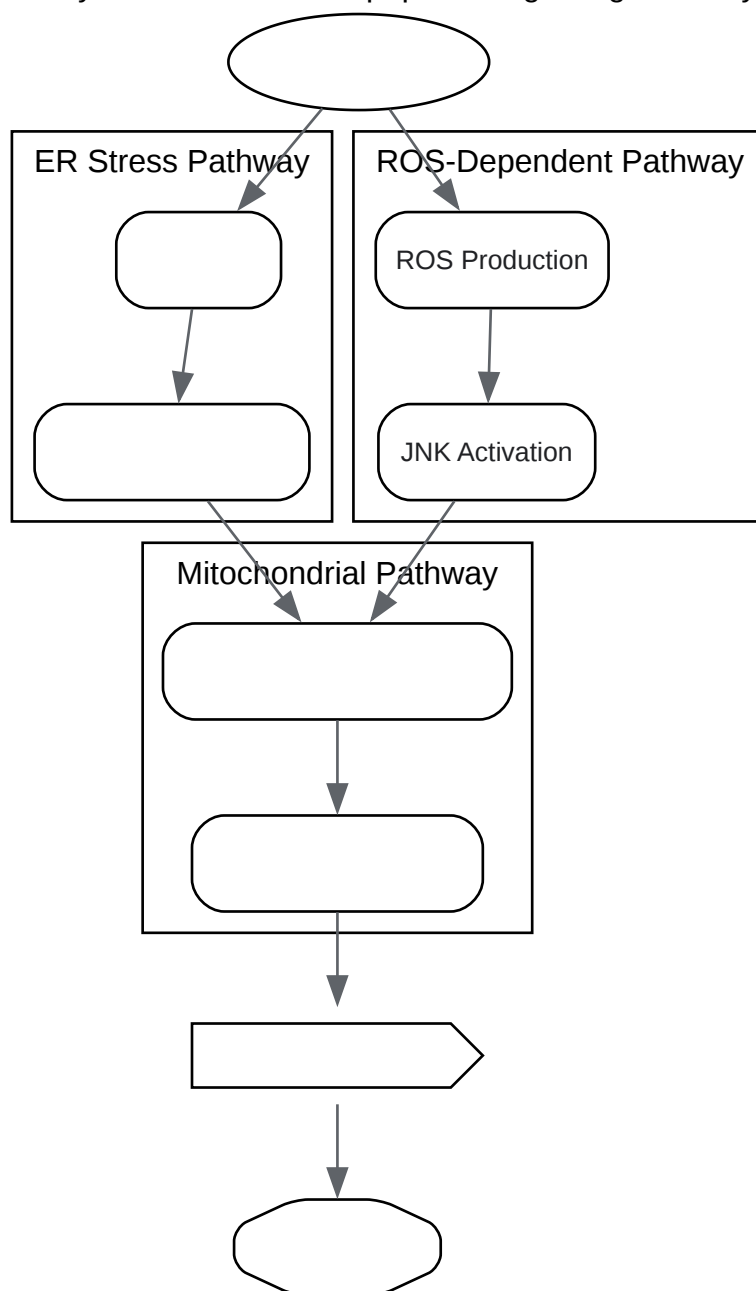 ER Stress Pathway
ROS-Dependent Pathway
ROS Production
JNK Activation
Mitochondrial Pathway